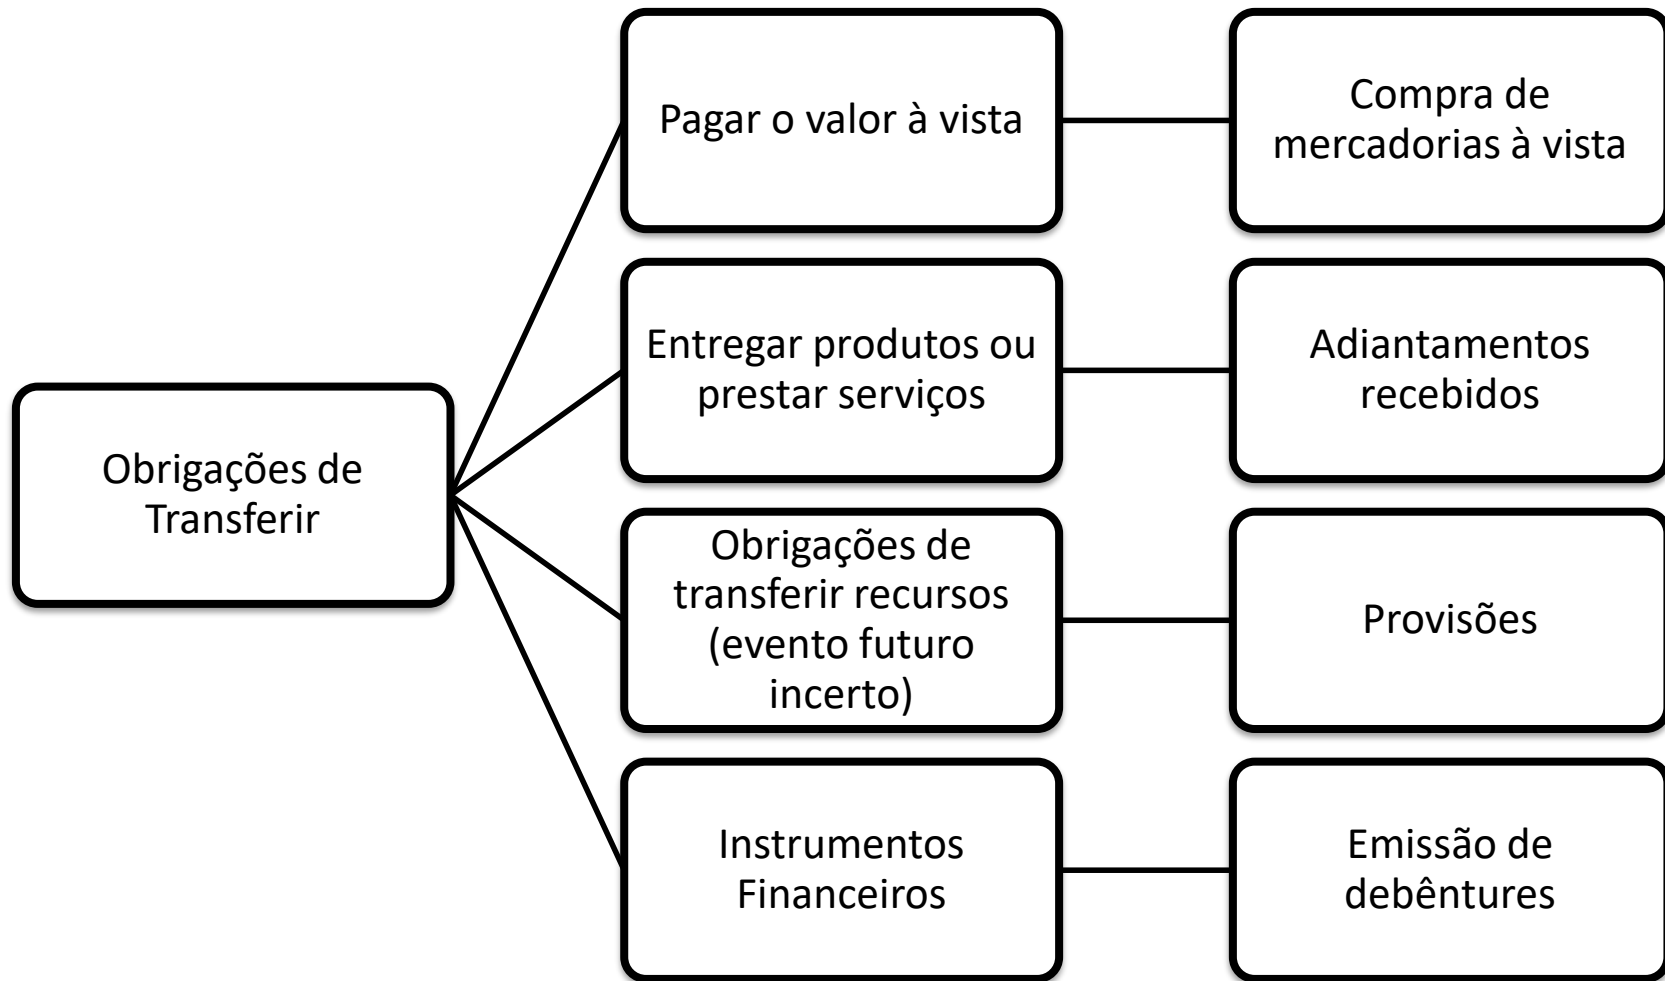 Obrigações de
Transferir
Pagar o valor à vista
Compra de
mercadorias à vista
Entregar produtos ou
prestar serviços
Adiantamentos
recebidos
Obrigações de
transferir recursos
(evento futuro
incerto)
Provisões
Instrumentos
Financeiros
Emissão de
debêntures